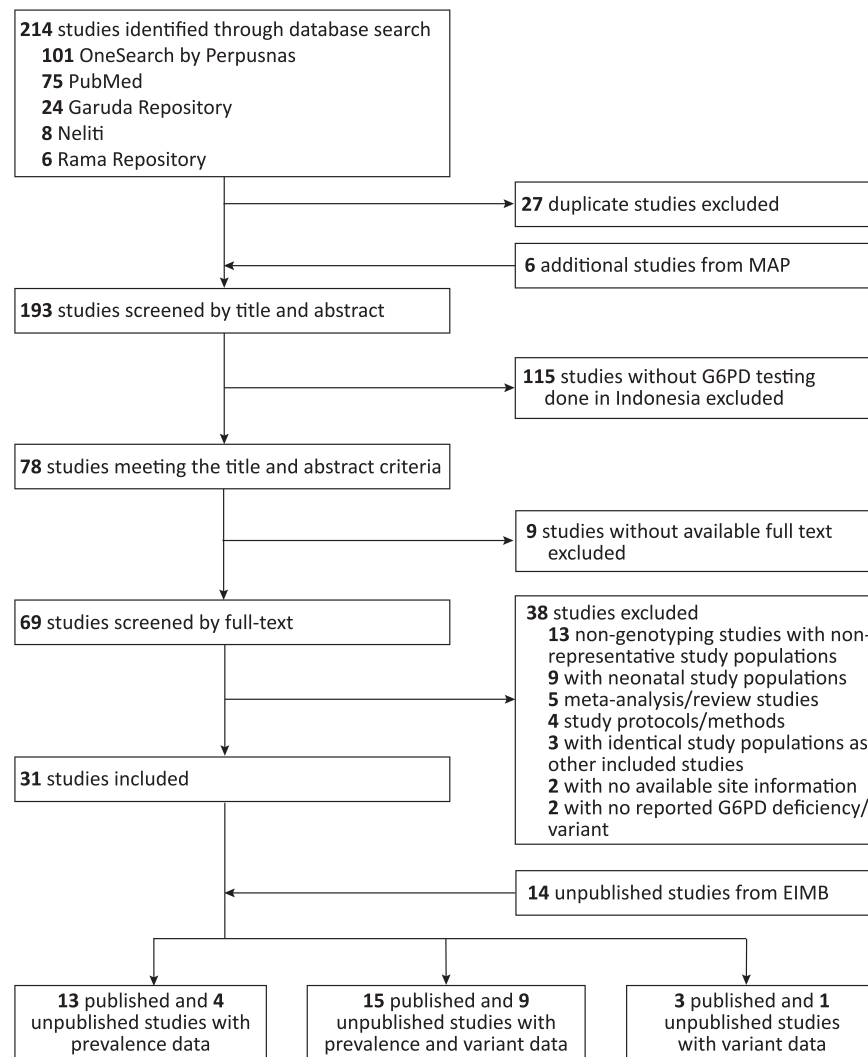 214 studies identified through database search
101 OneSearch by Perpusnas
75 PubMed
24 Garuda Repository
8 Neliti
6 Rama Repository
27 duplicate studies excluded
6 additional studies from MAP
193 studies screened by title and abstract
115 studies without G6PD testing
done in Indonesia excluded
78 studies meeting the title and abstract criteria
9 studies without available full text
excluded
69 studies screened by full-text
38 studies excluded
13 non-genotyping studies with non-
representative study populations
9 with neonatal study populations
5 meta-analysis/review studies
4 study protocols/methods
3 with identical study populations as
other included studies
2 with no available site information
2 with no reported G6PD deficiency/
variant
31 studies included
14 unpublished studies from EIMB
13 published and 4
unpublished studies with
prevalence data
15 published and 9
unpublished studies with
prevalence and variant data
3 published and 1
unpublished studies
with variant data